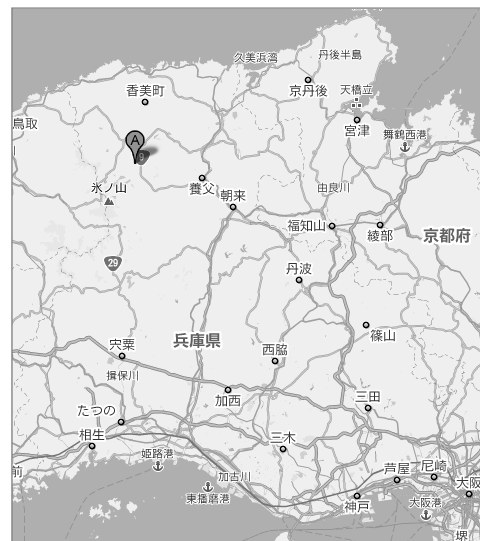 久美浜湾
丹後半島
香美町
京丹後
天橋立
鳥取
宮津
舞鶴西港
A
9
氷ノ山
養父
朝来
由良川
福知山
綾部
京都府
29
丹波
兵庫県
篠山
宍粟
西脇
揖保川
加西
三田
たつの
相生
三木
姫路港
前
加古川
芦屋
尼崎
東播磨港
大阪
神戸
大阪港
堺